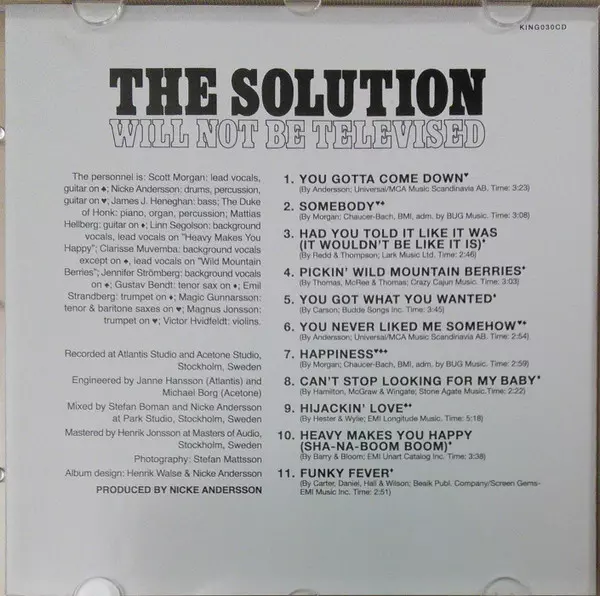 KING030CD
THE SOLUTION
WILL NOT BE TELEVISED
The personnel is: Scott Morgan: lead vocals,
guitar on ♠; Nicke Andersson: drums, percussion,
guitar on ♥; James J. Heneghan: bass; The Duke
of Honk: piano, organ, percussion; Mattias
Hellberg: guitar on ♦; Linn Segolson: background
vocals, lead vocals on "Heavy Makes You
Happy"; Clarisse Muvemba: background vocals
except on ♠, lead vocals on "Wild Mountain
Berries"; Jennifer Strömberg: background vocals
on ♠; Gustav Bendt: tenor sax on ♦; Emil
Strandberg: trumpet on ♦; Magic Gunnarsson:
tenor & baritone saxes on ♥; Magnus Jonsson:
trumpet on ♥; Victor Hvidfeldt: violins.
Recorded at Atlantis Studio and Acetone Studio,
Stockholm, Sweden
Engineered by Janne Hansson (Atlantis) and
Michael Borg (Acetone)
Mixed by Stefan Boman and Nicke Andersson
at Park Studio, Stockholm, Sweden
Mastered by Henrik Jonsson at Masters of Audio,
Stockholm, Sweden
Photography: Stefan Mattsson
Album design: Henrik Walse & Nicke Andersson
PRODUCED BY NICKE ANDERSSON
1. YOU GOTTA COME DOWN
(By Andersson; Universal/MCA Music Scandinavia AB. Time: 3:23)
2. SOMEBODY
(By Morgan; Chaucer-Bach, BMI, adm. by BUG Music. Time: 3:08)
3. HAD YOU TOLD IT LIKE IT WAS
(IT WOULDN'T BE LIKE IT IS)
(By Redd & Thompson; Lark Music Ltd. Time: 2:46)
4. PICKIN' WILD MOUNTAIN BERRIES
(By Thomas, McRee & Thomas; Crazy Cajun Music. Time: 3:03)
5. YOU GOT WHAT YOU WANTED
(By Carson; Budde Songs Inc. Time: 3:45)
6. YOU NEVER LIKED ME SOMEHOW
(By Andersson; Universal/MCA Music Scandinavia AB. Time: 2:54)
7. HAPPINESS
(By Morgan; Chaucer-Bach, BMI, adm. by BUG Music. Time: 2:59)
8. CAN'T STOP LOOKING FOR MY BABY
(By Hamilton, McGraw & Wingate; Stone Agate Music.Time: 2:22)
9. HIJACKIN' LOVE
(By Hester & Wylie; EMI Longitude Music. Time: 5:18)
10. HEAVY MAKES YOU HAPPY
(SHA-NA-BOOM BOOM)
(By Barry & Bloom; EMI Unart Catalog Inc. Time: 3:38)
11. FUNKY FEVER
(By Carter, Daniel, Hall & Wilson; Beaik Publ. Company/Screen Gems-
EMI Music Inc. Time: 2:51)